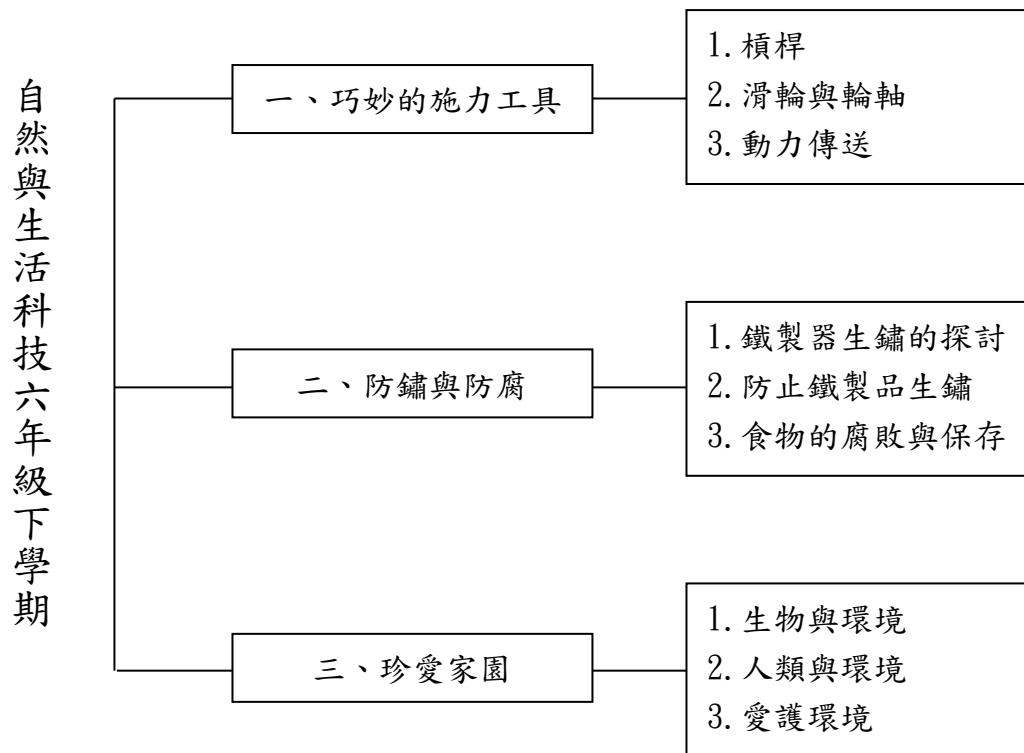 自然與生活科技六年級下學期
一、巧妙的施力工具
1.槓桿
2.滑輪與輪軸
3.動力傳送
二、防鏽與防腐
1.鐵製器生鏽的探討
2.防止鐵製品生鏽
3.食物的腐敗與保存
三、珍愛家園
1.生物與環境
2.人類與環境
3.愛護環境